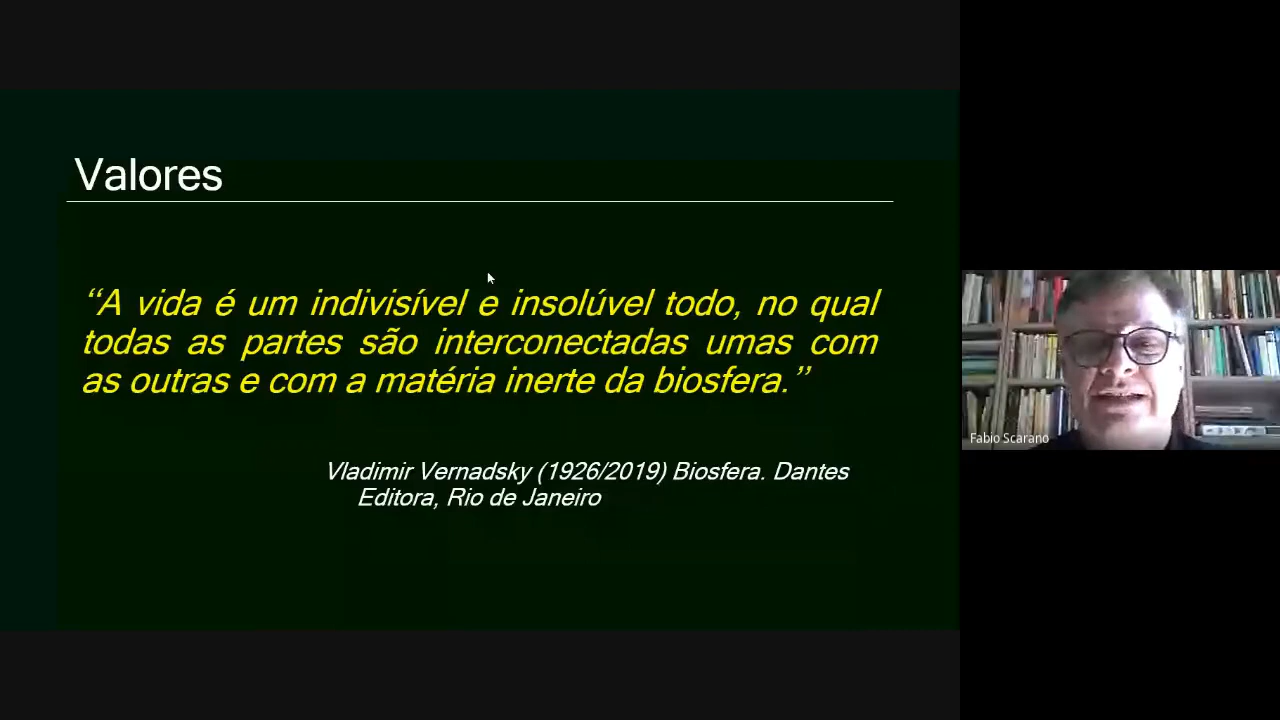 Valores
“A vida é um indivisível e insolúvel todo, no qual
todas as partes são interconectadas umas com
as outras e com a matéria inerte da biosfera.”
Vladimir Vernadsky (1926/2019) Biosfera. Dantes
Editora, Rio de Janeiro
Fabio Scarano